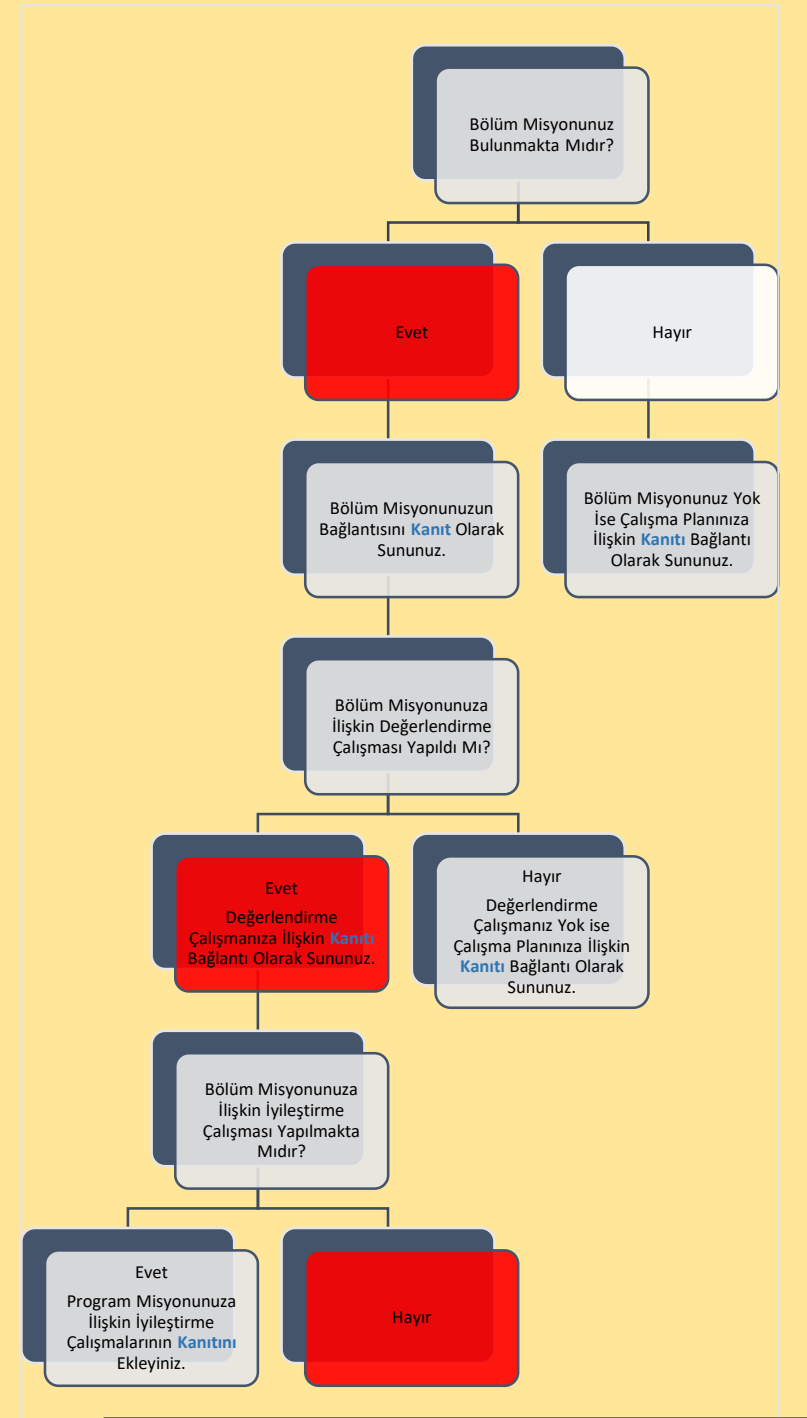 Bölüm Misyonunuz
Bulunmakta Mıdır?
Evet
Hayır
Bölüm Misyonunuzun
Bağlantısını Kanıt Olarak
Sununuz.
Bölüm Misyonunuz Yok
İse Çalışma Planınıza
İlişkin Kanıtı Bağlantı
Olarak Sununuz.
Bölüm Misyonunuza
İlişkin Değerlendirme
Çalışması Yapıldı Mı?
Evet
Değerlendirme
Çalışmanıza İlişkin Kanıtı
Bağlantı Olarak Sununuz.
Hayır
Değerlendirme
Çalışmanız Yok ise
Çalışma Planınıza İlişkin
Kanıtı Bağlantı Olarak
Sununuz.
Bölüm Misyonunuza
İlişkin İyileştirme
Çalışması Yapılmakta
Mıdır?
Evet
Program Misyonunuza
İlişkin İyileştirme
Çalışmalarının Kanıtını
Ekleyiniz.
Hayır